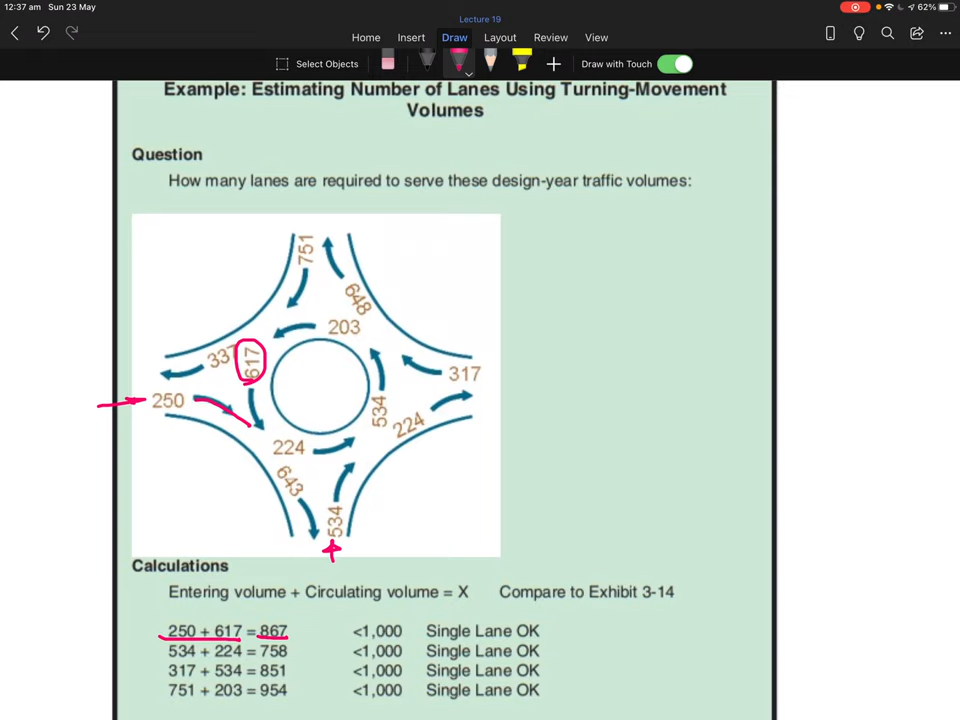 12:37 am Sun 23 May
62%
Lecture 19
Home Insert Draw Layout Review View
Select Objects
Draw with Touch
Example: Estimating Number of Lanes Using Turning-Movement
Volumes
Question
How many lanes are required to serve these design-year traffic volumes:
751
648
203
337
617
317
250
534
224
224
643
534
Calculations
Entering volume + Circulating volume = X Compare to Exhibit 3-14
250 + 617 = 867 <1,000 Single Lane OK
534 + 224 = 758 <1,000 Single Lane OK
317 + 534 = 851 <1,000 Single Lane OK
751 + 203 = 954 <1,000 Single Lane OK